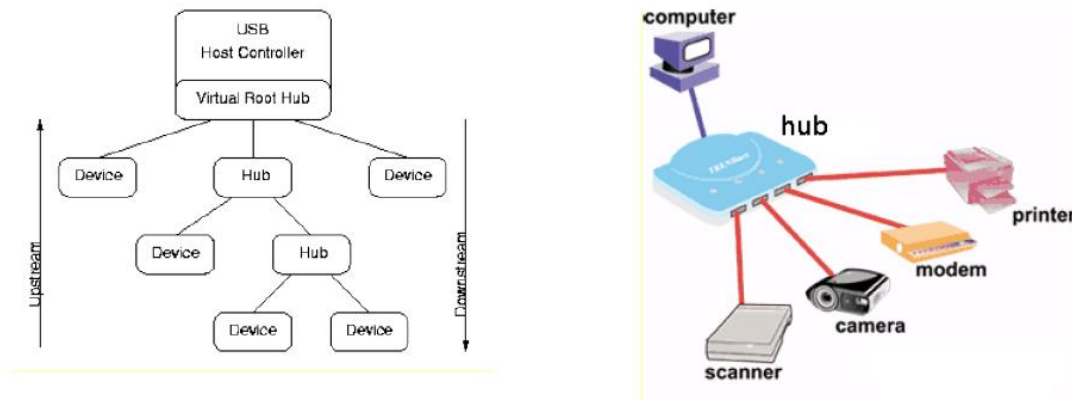 USB
Host Controller
Virtual Root Hub
Device
Hub
Device
Device
Hub
Device
Device
Upstream
Downstream
computer
hub
printer
modem
camera
scanner